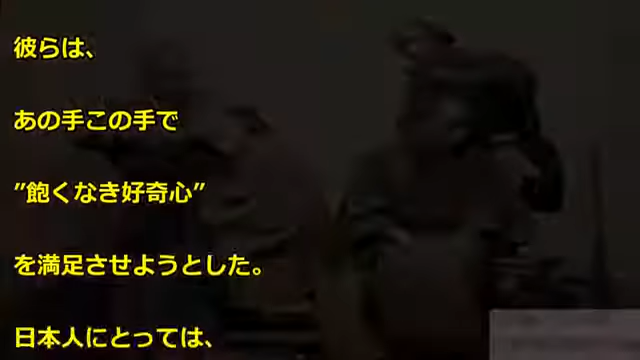 彼らは、
あの手この手で
”飽くなき好奇心”
を満足させようとした。
日本人にとっては、